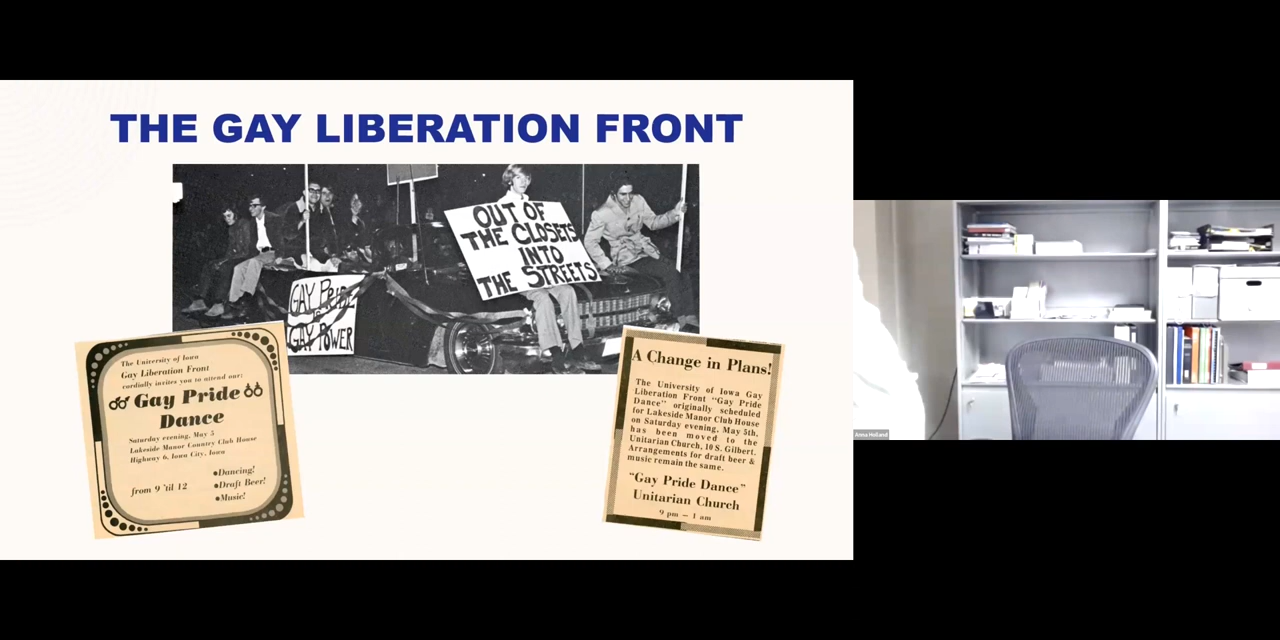 THE GAY LIBERATION FRONT
OUT OF
THE CLOSETS
INTO
THE STREETS
GAY PRIDE
IS
GAY POWER
The University of Iowa
Gay Liberation Front
cordially invites you to attend our:
Gay Pride
Dance
Saturday evening, May 5
Lakeside Manor Country Club House
Highway 6, Iowa City, Iowa
from 9 'til 12
●Dancing!
●Draft Beer!
●Music!
A Change in Plans!
The University of Iowa Gay
Liberation Front "Gay Pride
Dance" originally scheduled
for Lakeside Manor Club House
on Saturday evening, May 5th,
has been moved to the
Unitarian Church, 10 S. Gilbert.
Arrangements for draft beer &
music remain the same.
"Gay Pride Dance"
Unitarian Church
9 pm — 1 am
Anna Holland